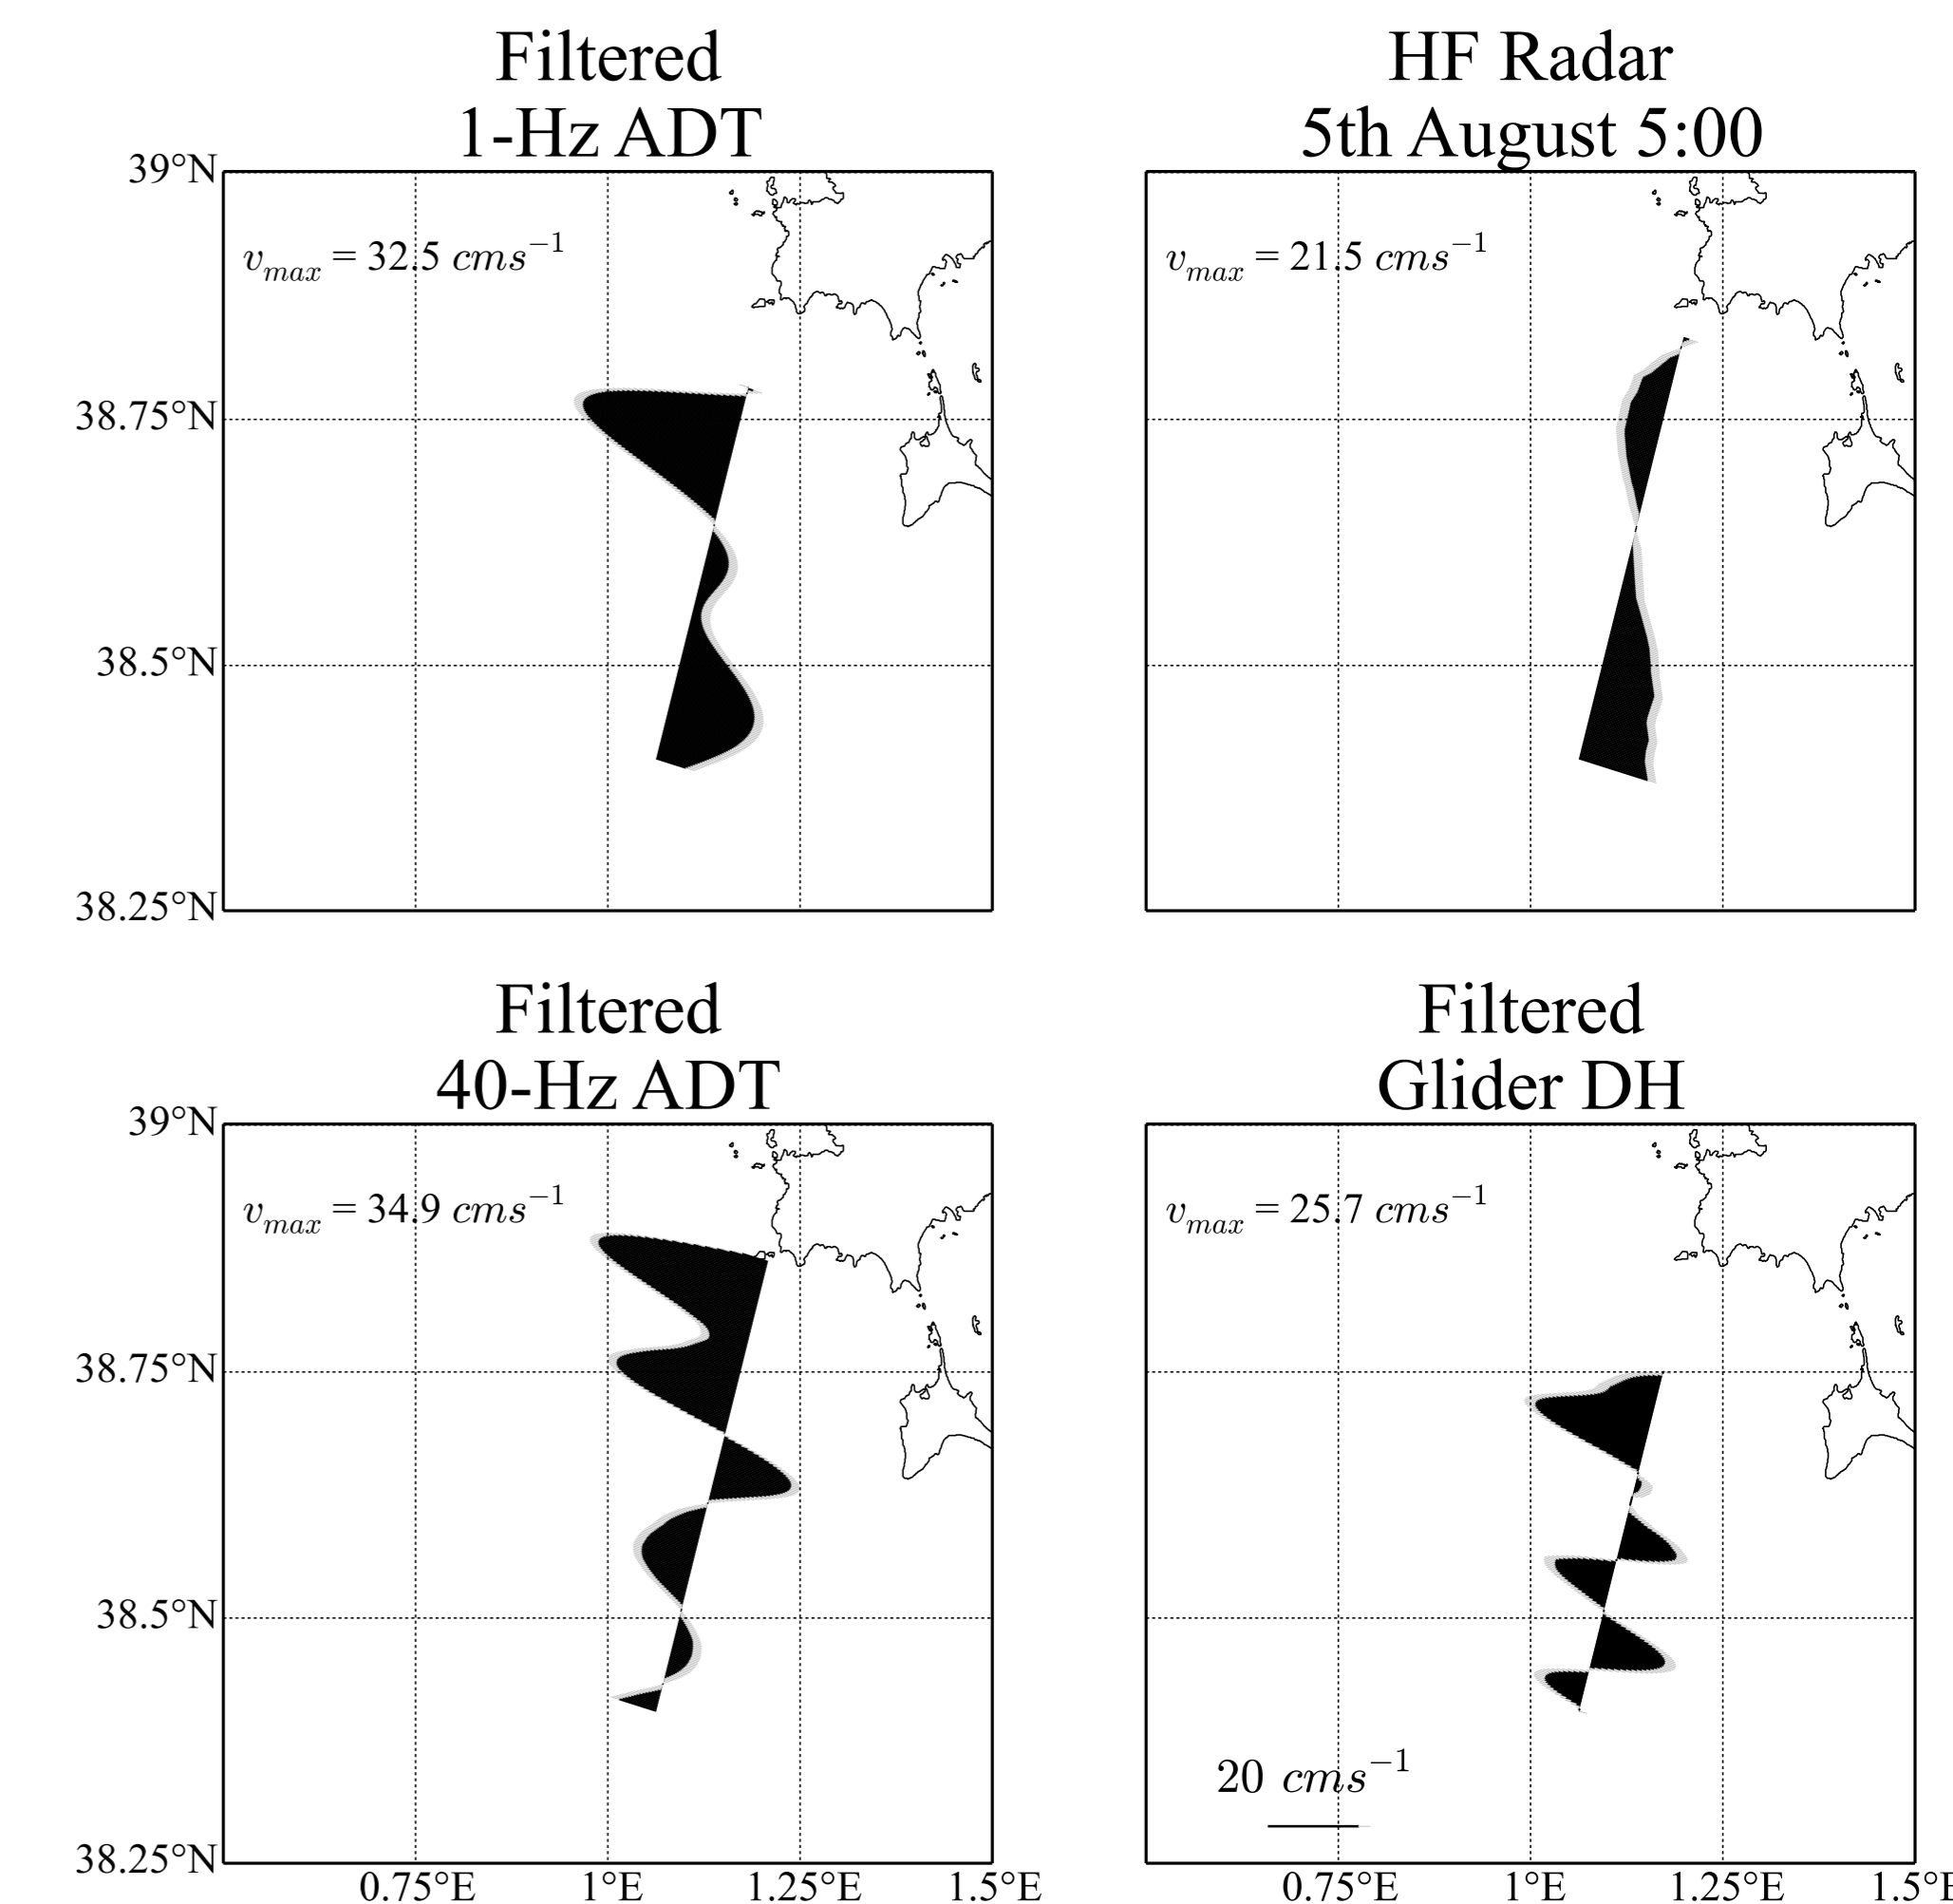 Filtered
1-Hz ADT
HF Radar
5th August 5:00
39°N
38.75°N
38.5°N
38.25°N
v_max = 32.5 cms⁻¹
v_max = 21.5 cms⁻¹
Filtered
40-Hz ADT
Filtered
Glider DH
39°N
38.75°N
38.5°N
38.25°N
v_max = 34.9 cms⁻¹
v_max = 25.7 cms⁻¹
20 cms⁻¹
0.75°E 1°E 1.25°E 1.5°E
0.75°E 1°E 1.25°E 1.5°E